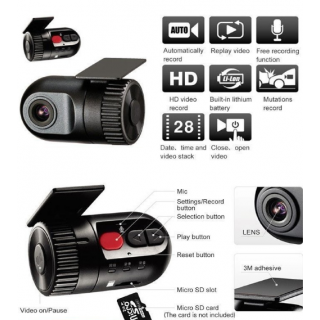 AUTO
Automatically record
Replay video
Free recording function
HD
Li-Lon
HD video record
Built-in lithium battery
Mutations record
28
Date, time and video stack
Close, open video
Mic
Settings/Record button
Selection button
Play button
Reset button
LENS
3M adhesive
Micro SD slot
Micro SD card
(The card is not included)
Video on/Pause